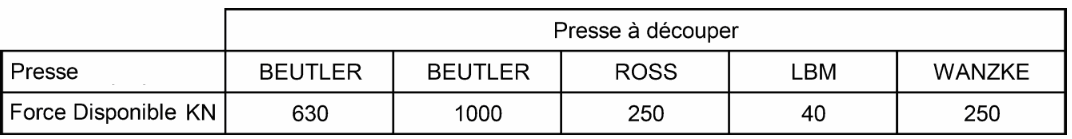 Presse à découper
Presse BEUTLER BEUTLER ROSS LBM WANZKE
Force Disponible KN 630 1000 250 40 250